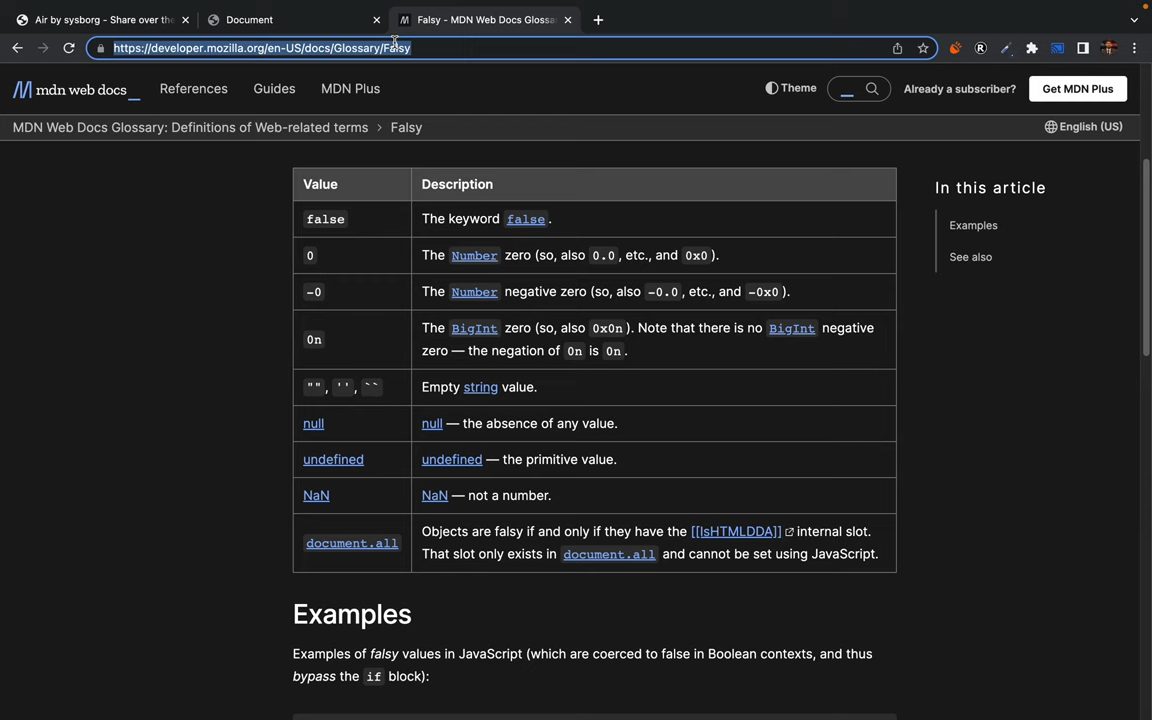 Air by sysborg - Share over the
Document
Falsy - MDN Web Docs Glossa
https://developer.mozilla.org/en-US/docs/Glossary/Falsy
mdn web docs_
References
Guides
MDN Plus
Theme
Already a subscriber?
Get MDN Plus
MDN Web Docs Glossary: Definitions of Web-related terms > Falsy
English (US)
Value
Description
false
The keyword false.
0
The Number zero (so, also 0.0, etc., and 0x0).
-0
The Number negative zero (so, also -0.0, etc., and -0x0).
0n
The BigInt zero (so, also 0x0n). Note that there is no BigInt negative
zero — the negation of 0n is 0n.
"", '', ``
Empty string value.
null
null — the absence of any value.
undefined
undefined — the primitive value.
NaN
NaN — not a number.
document.all
Objects are falsy if and only if they have the [[IsHTMLDDA]] internal slot.
That slot only exists in document.all and cannot be set using JavaScript.
In this article
Examples
See also
Examples
Examples of falsy values in JavaScript (which are coerced to false in Boolean contexts, and thus
bypass the if block):